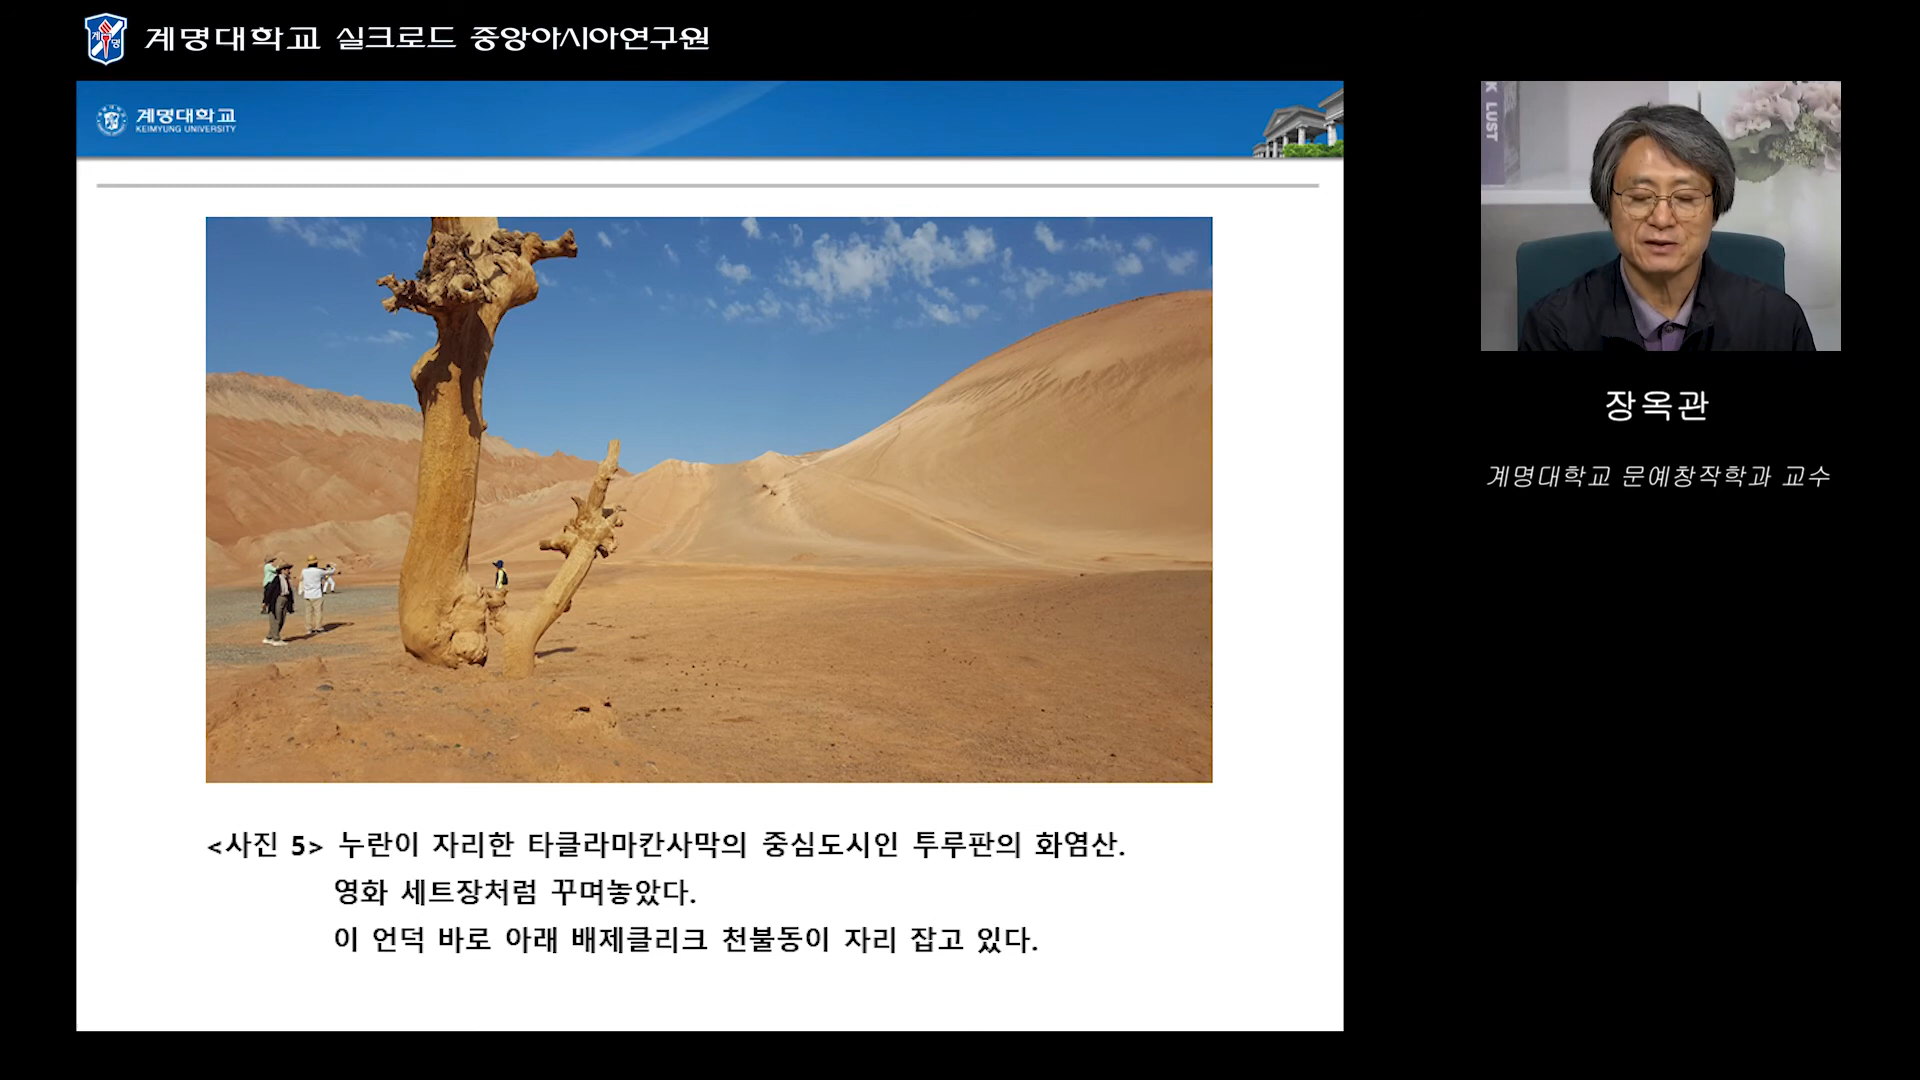 계명대학교 실크로드 중앙아시아연구원
계명대학교
KEIMYUNG UNIVERSITY
K LUST
장옥관
계명대학교 문예창작학과 교수
<사진 5> 누란이 자리한 타클라마칸사막의 중심도시인 투루판의 화염산.
영화 세트장처럼 꾸며놓았다.
이 언덕 바로 아래 배제클리크 천불동이 자리 잡고 있다.